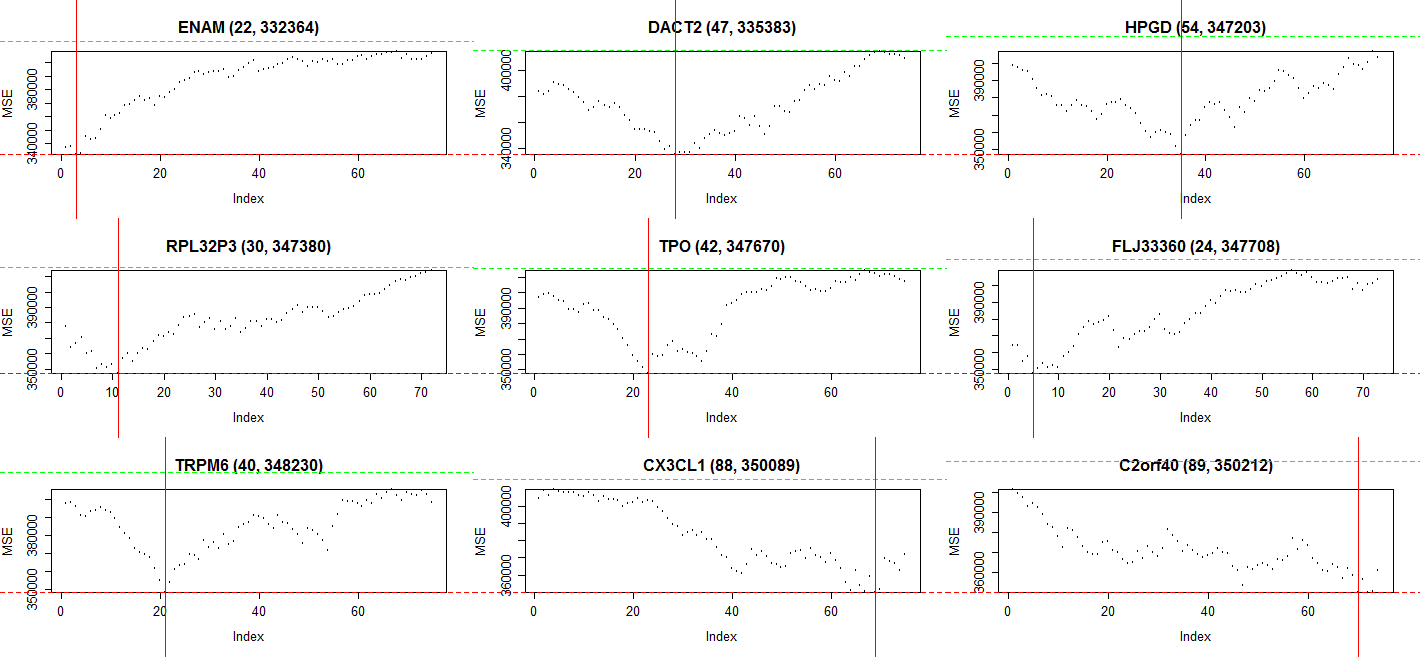 ENAM (22, 332364)
MSE
340000 380000
0 20 40 60
Index
DACT2 (47, 335383)
MSE
340000 400000
0 20 40 60
Index
HPGD (54, 347203)
MSE
350000 390000
0 20 40 60
Index
RPL32P3 (30, 347380)
MSE
350000 390000
0 10 20 30 40 50 60 70
Index
TPO (42, 347670)
MSE
350000 390000
0 20 40 60
Index
FLJ33360 (24, 347708)
MSE
350000 390000
0 10 20 30 40 50 60 70
Index
TRPM6 (40, 348230)
MSE
350000 380000
0 20 40 60
Index
CX3CL1 (88, 350089)
MSE
360000 400000
0 20 40 60
Index
C2orf40 (89, 350212)
MSE
360000 390000
0 20 40 60
Index